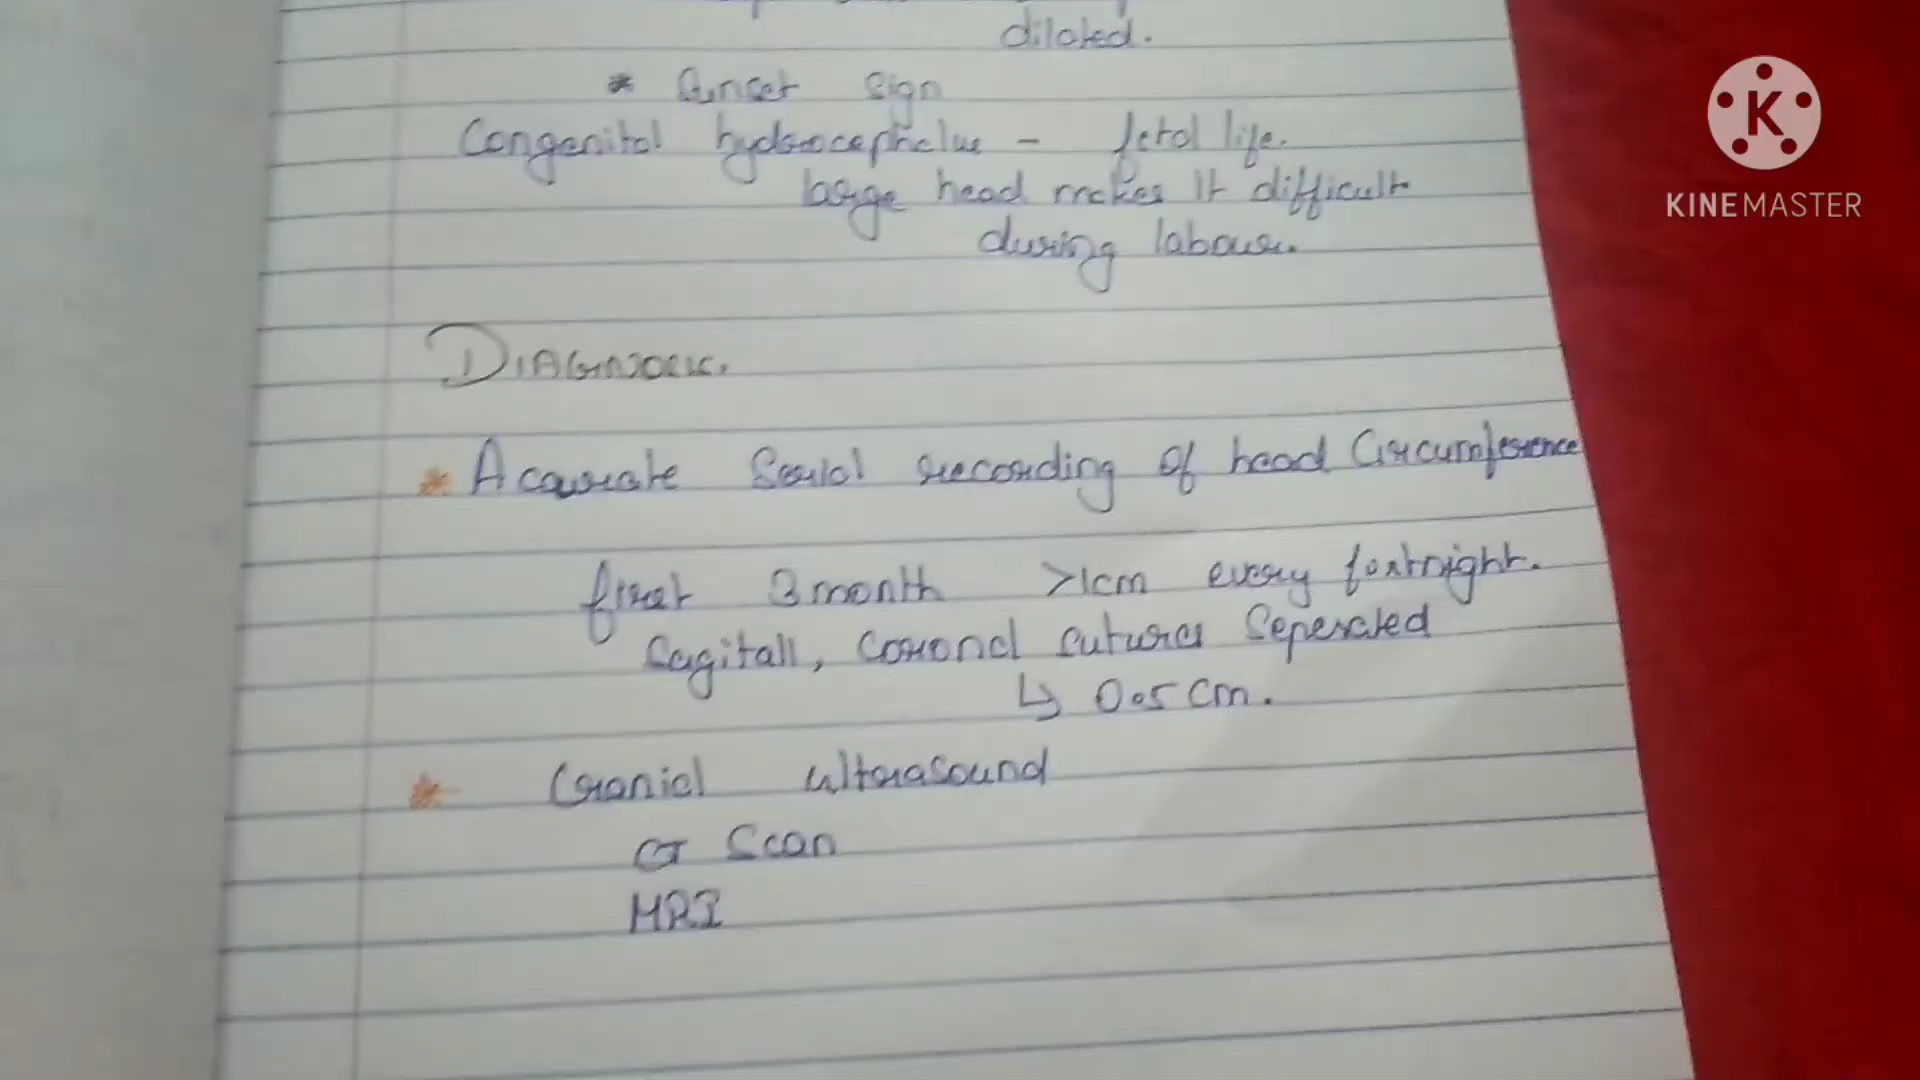 dilated.
* Sunset sign
Congenital hydrocephalus - fetal life.
large head makes it difficult
during labour.
DIAGNOSIS.
* Accurate Serial recording of head Circumference
first 3 month >1cm every fortnight.
Sagitall, coronal sutures Seperated
↳ 0.5 cm.
* Cranial ultrasound
CT Scan
MRI
K
KINEMASTER